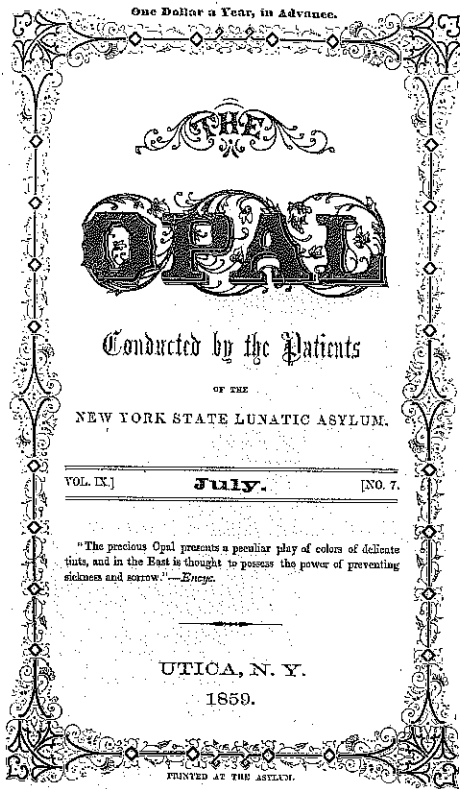 One Dollar a Year, in Advance.
THE
OPAL
Conducted by the Patients
OF THE
NEW YORK STATE LUNATIC ASYLUM.
VOL. IX.] July. [NO. 7.
"The precious Opal presents a peculiar play of colors of delicate
tints, and in the East is thought to possess the power of preventing
sickness and sorrow."—Encyc.
UTICA, N. Y.
1859.
PRINTED AT THE ASYLUM.